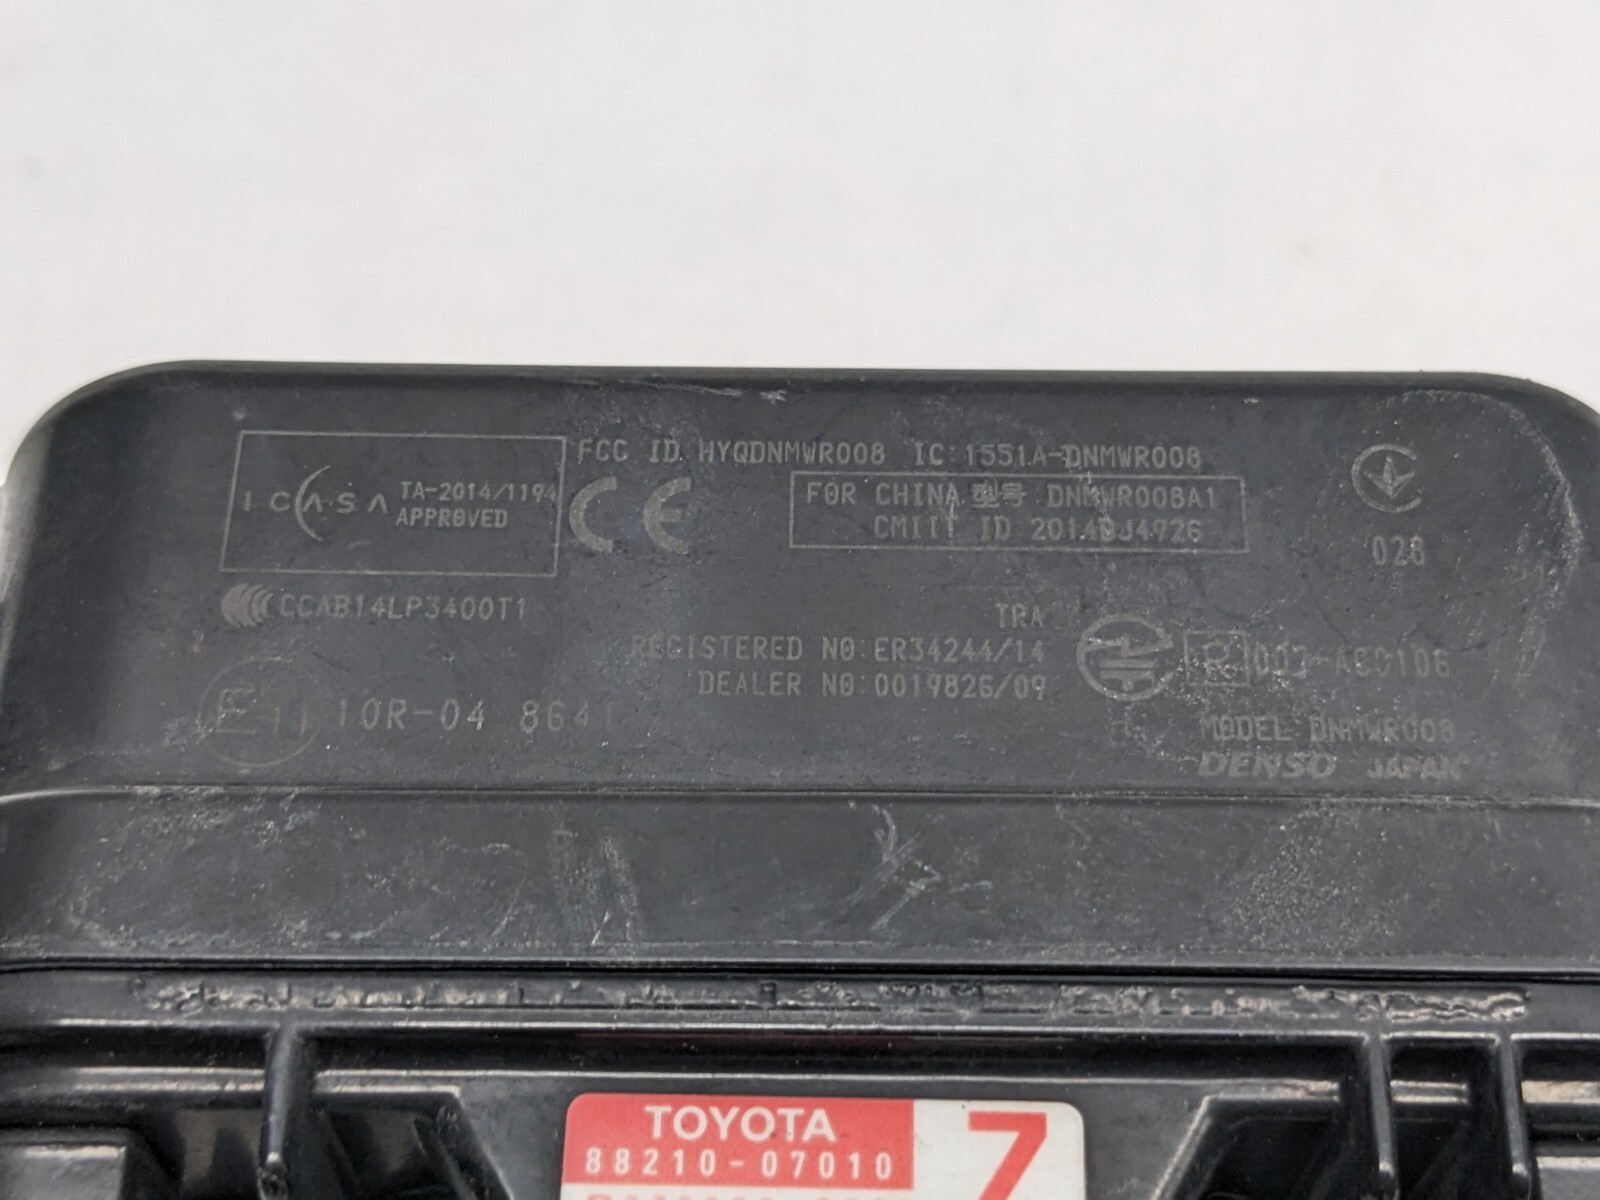 ICASA TA-2014/1194
APPROVED
FCC ID HYQDNMWR008 IC:1551A-DNMWR008
CE
FOR CHINA 型号 DNMWR008A1
CMIIT ID 2014DJ4926
028
CCAB14LP3400T1
TRA
REGISTERED NO:ER34244/14
DEALER NO:0019826/09
R
E11 10R-04 8641
MODEL DNMWR008
DENSO JAPAN
TOYOTA
88210-07010
Z